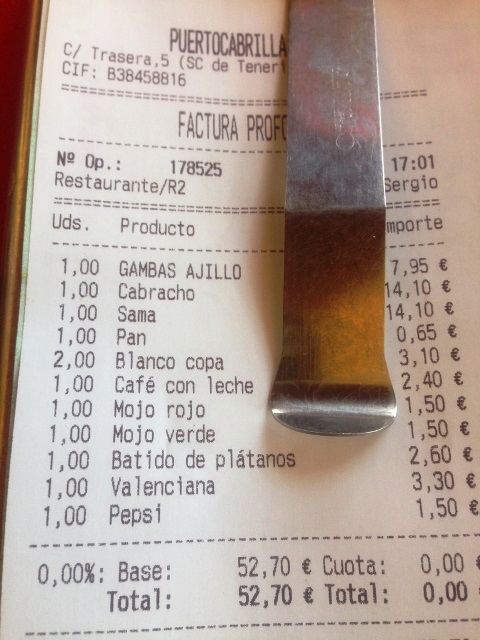 PUERTOCABRILLA
C/ Trasera,5 (SC de Teneri
CIF: B38458816
FACTURA PROFO
Nº Op.: 178525 17:01
Restaurante/R2 Sergio
Uds. Producto mporte
1,00 GAMBAS AJILLO 7,95 €
1,00 Cabracho 14,10 €
1,00 Sama 14,10 €
1,00 Pan 0,65 €
2,00 Blanco copa 3,10 €
1,00 Café con leche 2,40 €
1,00 Mojo rojo 1,50 €
1,00 Mojo verde 1,50 €
1,00 Batido de plátanos 2,60 €
1,00 Valenciana 3,30 €
1,00 Pepsi 1,50 €
0,00%: Base: 52,70 € Cuota: 0,00 €
Total: 52,70 € Total: 0,00 €